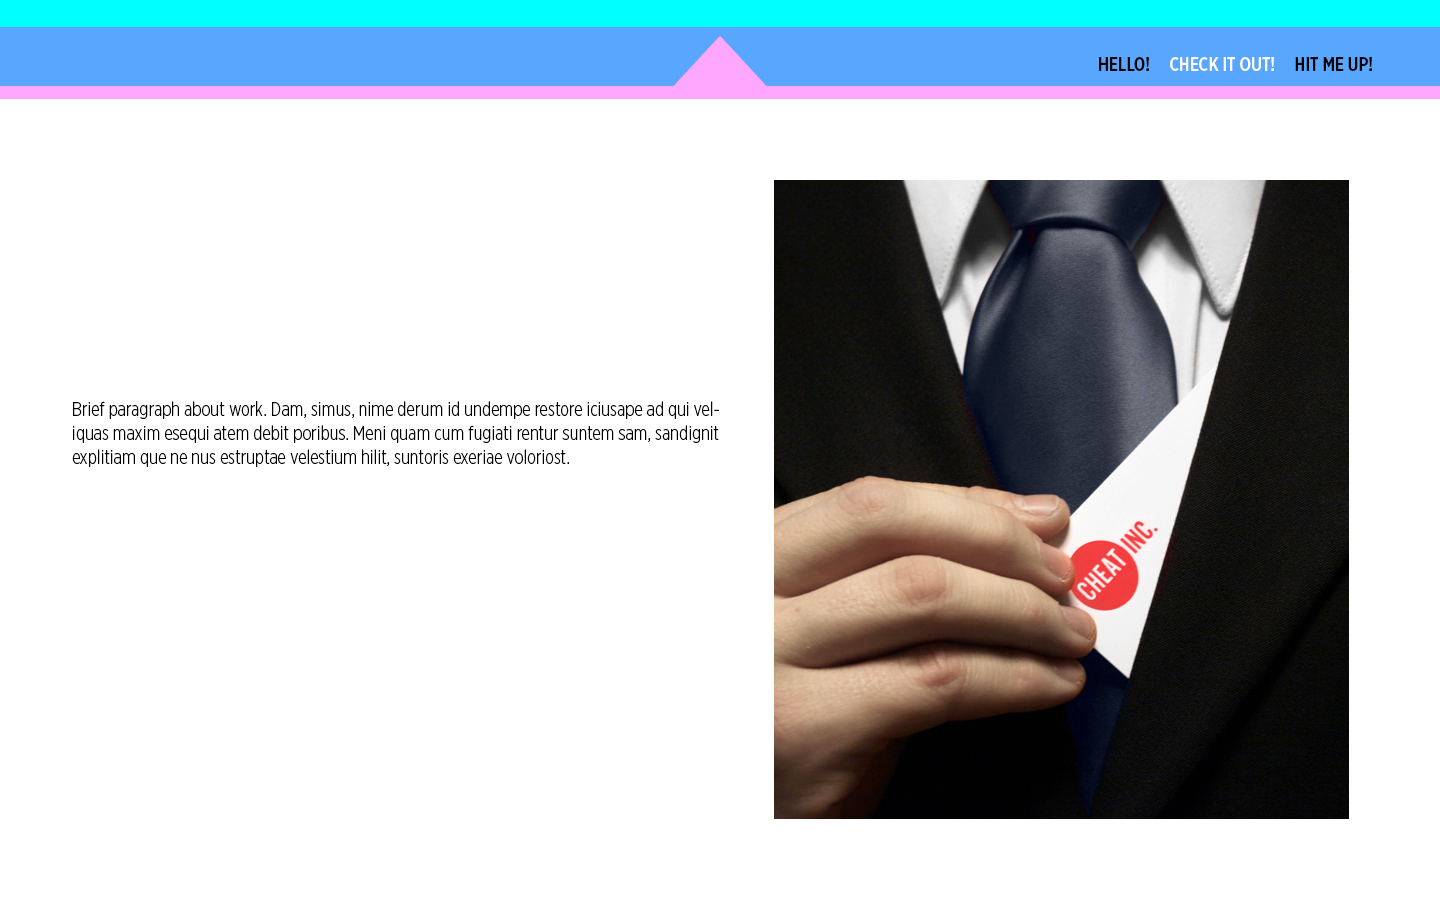 HELLO! CHECK IT OUT! HIT ME UP!
Brief paragraph about work. Dam, simus, nime derum id undempe restore iciusape ad qui vel-
iquas maxim esequi atem debit poribus. Meni quam cum fugiati rentur suntem sam, sandignit
explitiam que ne nus estruptae velestium hilit, suntoris exeriae voloriost.
CHEAT INC.